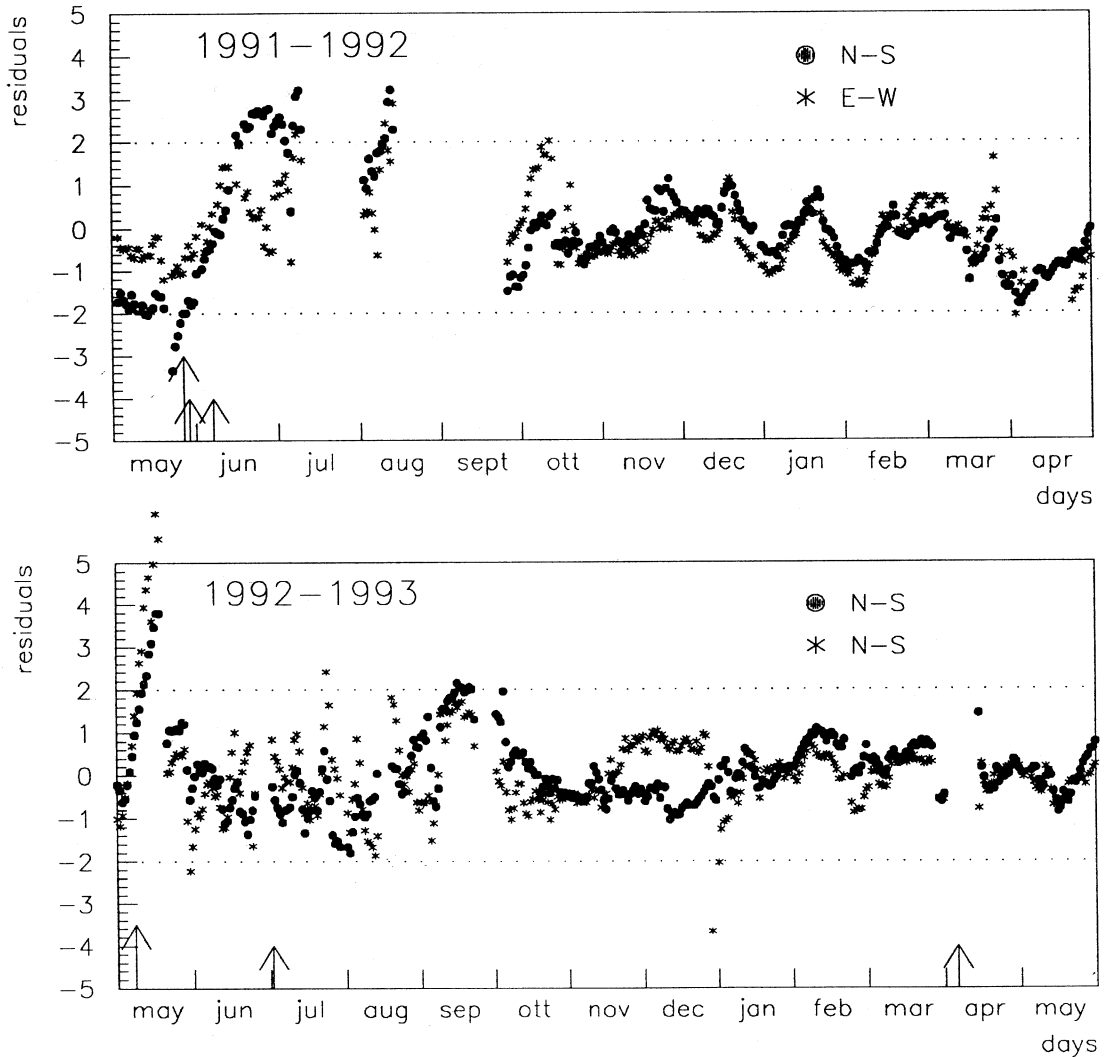 residuals
5
4
3
2
1
0
−1
−2
−3
−4
−5
1991−1992
N−S
E−W
may jun jul aug sept ott nov dec jan feb mar apr
days
residuals
5
4
3
2
1
0
−1
−2
−3
−4
−5
1992−1993
N−S
N−S
may jun jul aug sep ott nov dec jan feb mar apr may
days